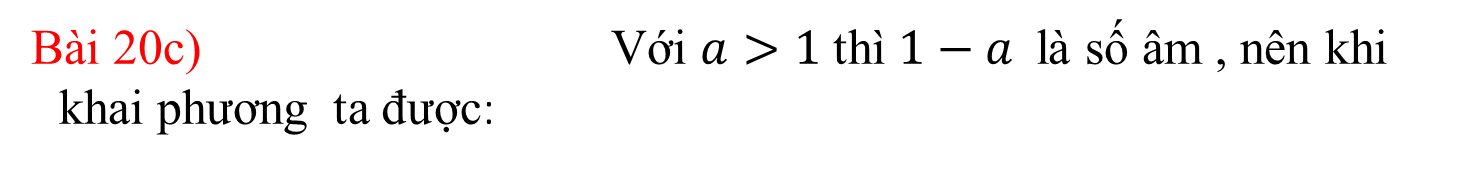 Bài 20c) Với a > 1 thì 1 − a là số âm , nên khi
khai phương ta được: